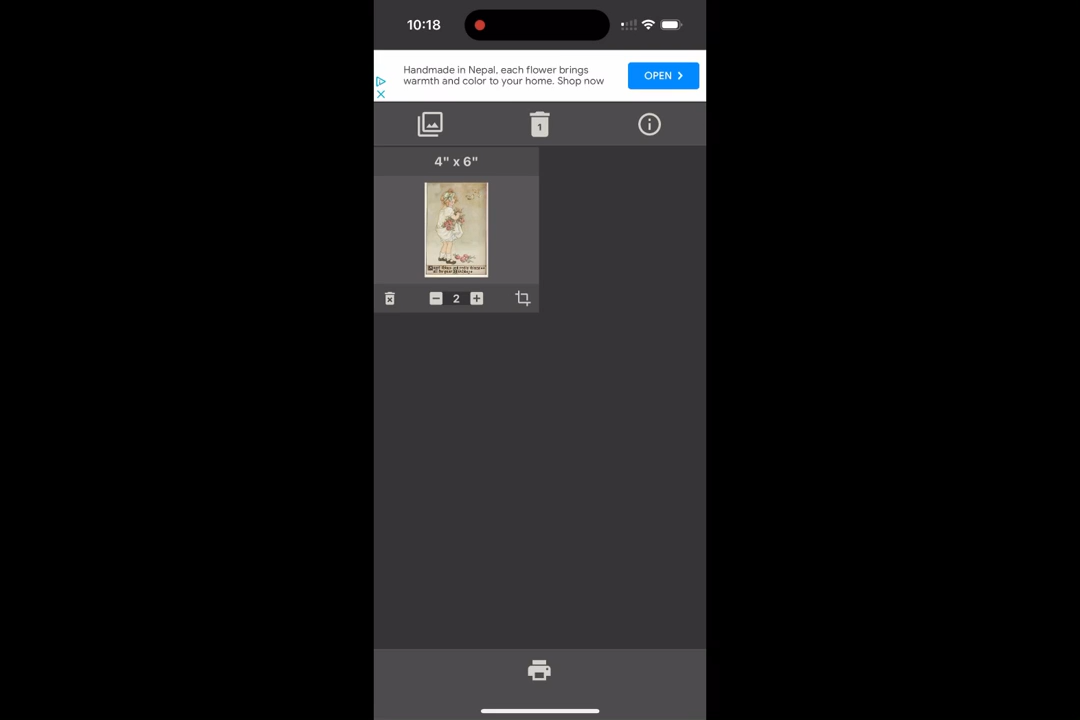 10:18
Handmade in Nepal, each flower brings
warmth and color to your home. Shop now
OPEN
1
4" x 6"
2